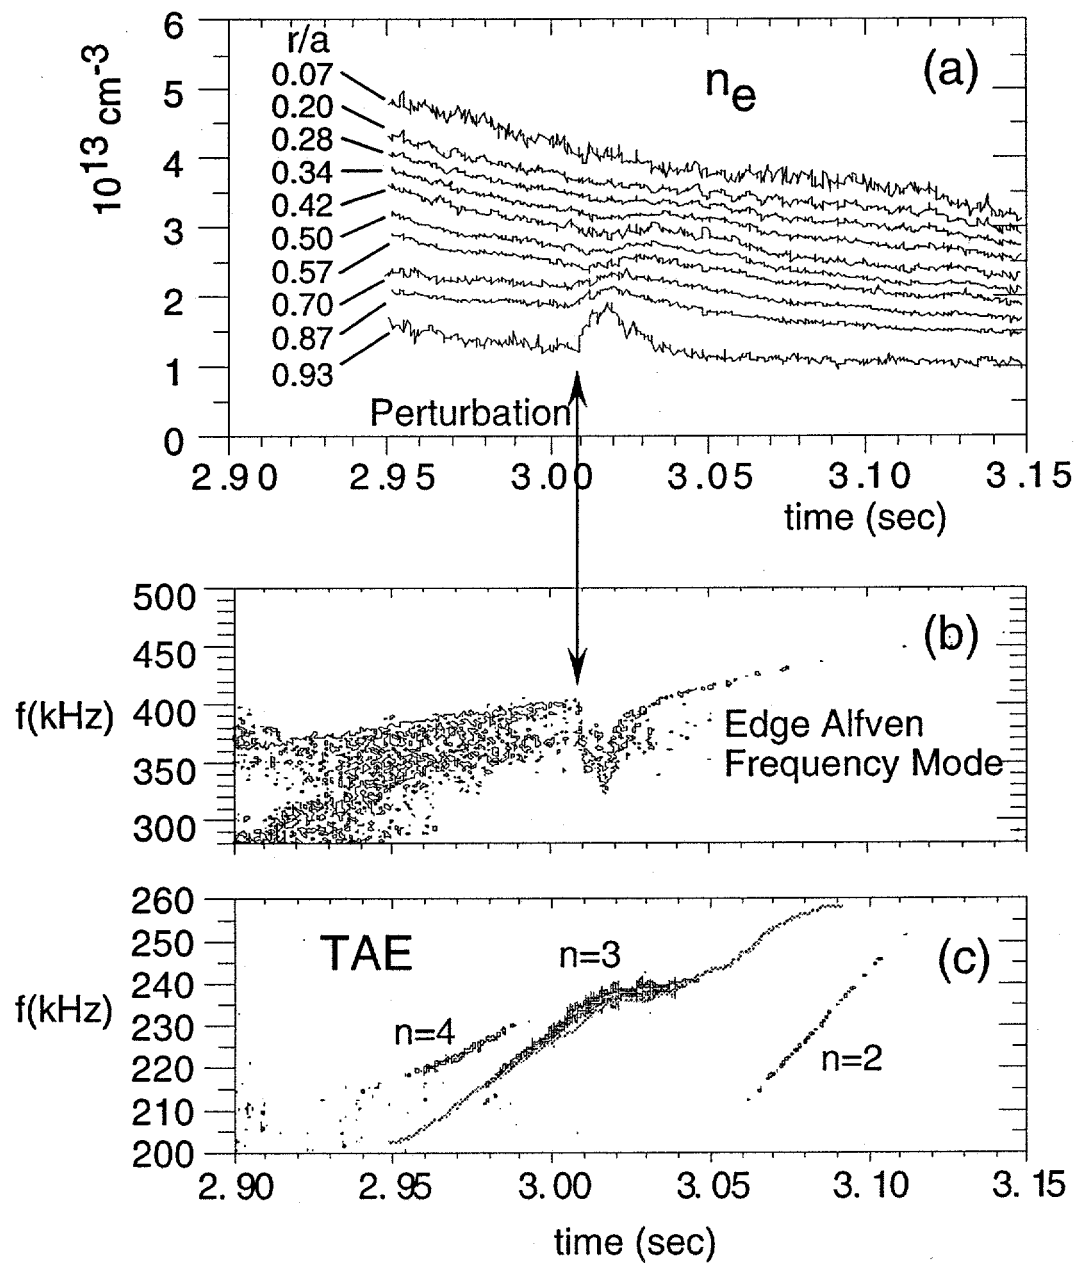 6
5
4
3
2
1
0
10¹³ cm⁻³
r/a
0.07
0.20
0.28
0.34
0.42
0.50
0.57
0.70
0.87
0.93
nₑ
(a)
Perturbation
2.90 2.95 3.00 3.05 3.10 3.15
time (sec)
500
450
400
350
300
f(kHz)
(b)
Edge Alfven
Frequency Mode
260
250
240
230
220
210
200
f(kHz)
TAE
n=3
(c)
n=4
n=2
2.90 2.95 3.00 3.05 3.10 3.15
time (sec)